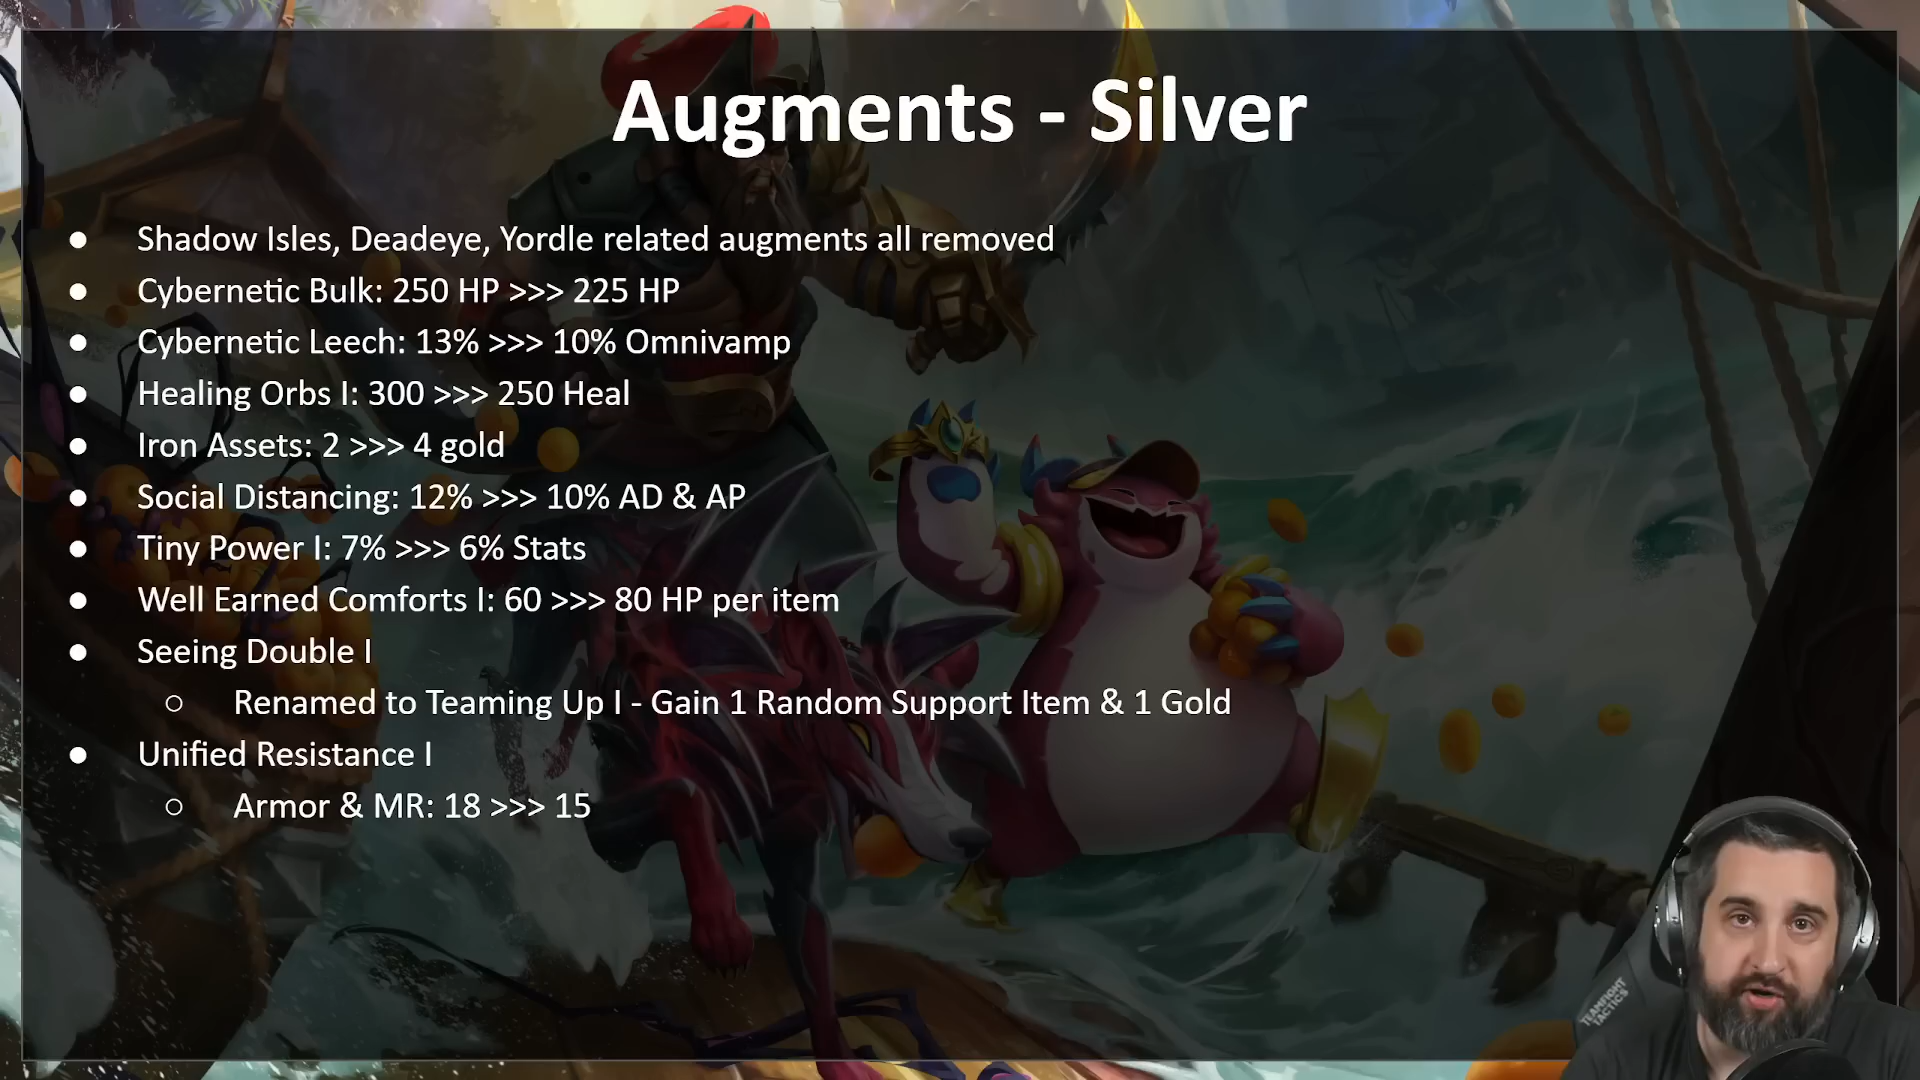 Augments - Silver
● Shadow Isles, Deadeye, Yordle related augments all removed
● Cybernetic Bulk: 250 HP >>> 225 HP
● Cybernetic Leech: 13% >>> 10% Omnivamp
● Healing Orbs I: 300 >>> 250 Heal
● Iron Assets: 2 >>> 4 gold
● Social Distancing: 12% >>> 10% AD & AP
● Tiny Power I: 7% >>> 6% Stats
● Well Earned Comforts I: 60 >>> 80 HP per item
● Seeing Double I
○ Renamed to Teaming Up I - Gain 1 Random Support Item & 1 Gold
● Unified Resistance I
○ Armor & MR: 18 >>> 15
TEAMFIGHT
TACTICS